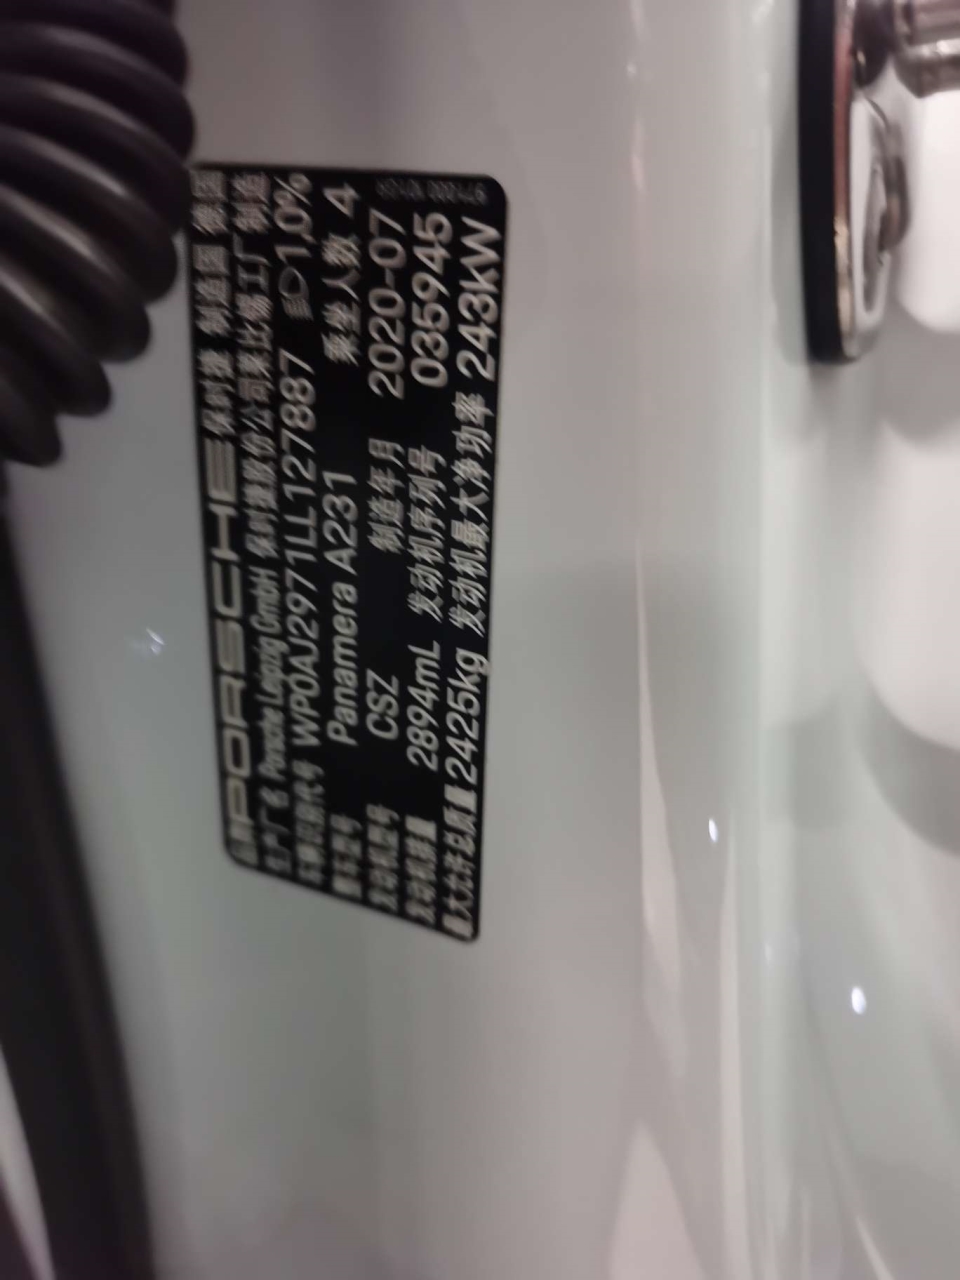 品牌 PORSCHE 保时捷 制造国 德国
生产厂名 Porsche Leipzig GmbH 保时捷股份公司莱比锡工厂 制造
车辆识别代号 WP0AJ2971LL127887 1,0%
整车型号 Panamera A231 乘坐人数 4
发动机型号 CSZ 制造年月 2020-07
发动机排量 2894mL 发动机序列号 035945
最大允许总质量 2425kg 发动机最大净功率 243kW